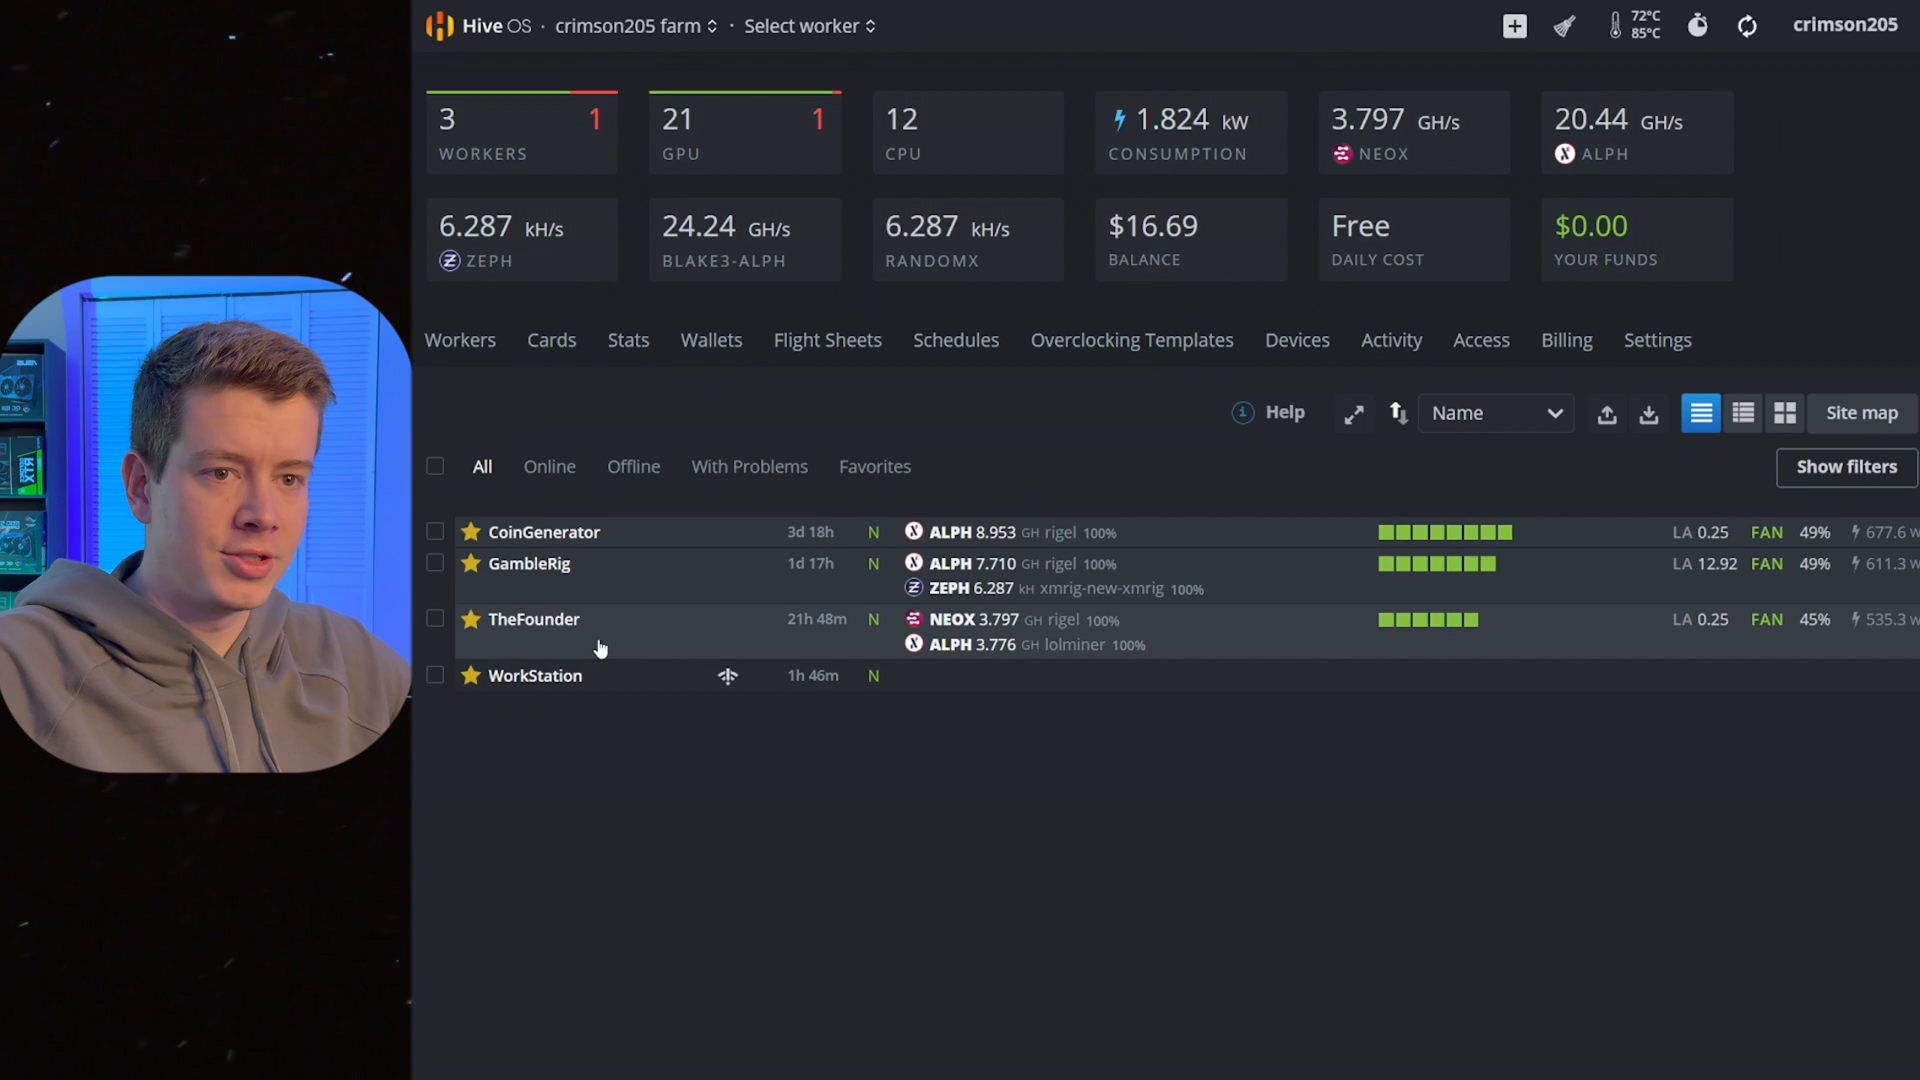 Hive OS · crimson205 farm · Select worker
72°C
85°C
crimson205
3 1
WORKERS
21 1
GPU
12
CPU
1.824 kW
CONSUMPTION
3.797 GH/s
NEOX
20.44 GH/s
ALPH
6.287 kH/s
ZEPH
24.24 GH/s
BLAKE3-ALPH
6.287 kH/s
RANDOMX
$16.69
BALANCE
Free
DAILY COST
$0.00
YOUR FUNDS
Workers Cards Stats Wallets Flight Sheets Schedules Overclocking Templates Devices Activity Access Billing Settings
Help Name Site map
All Online Offline With Problems Favorites Show filters
CoinGenerator 3d 18h N ALPH 8.953 GH rigel 100% LA 0.25 FAN 49% 677.6 w
GambleRig 1d 17h N ALPH 7.710 GH rigel 100% LA 12.92 FAN 49% 611.3 w
ZEPH 6.287 kH xmrig-new-xmrig 100%
TheFounder 21h 48m N NEOX 3.797 GH rigel 100% LA 0.25 FAN 45% 535.3 w
ALPH 3.776 GH lolminer 100%
WorkStation 1h 46m N
RTX